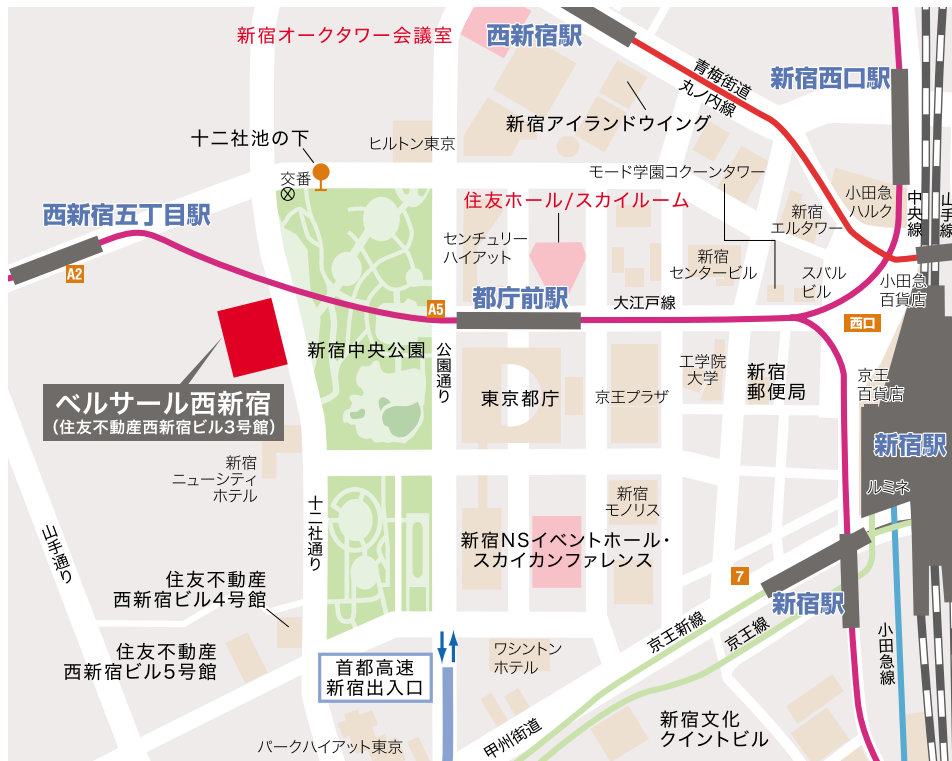 新宿オークタワー会議室
西新宿駅
青梅街道
丸ノ内線
新宿西口駅
新宿アイランドウイング
十二社池の下
ヒルトン東京
交番
モード学園コクーンタワー
西新宿五丁目駅
A2
住友ホール/スカイルーム
センチュリー
ハイアット
新宿
エルタワー
小田急
ハルク
中央線
山手線
新宿
センタービル
スバル
ビル
小田急
百貨店
A5
都庁前駅
大江戸線
西口
新宿中央公園
公園通り
ベルサール西新宿
（住友不動産西新宿ビル3号館）
東京都庁
京王プラザ
工学院
大学
新宿
郵便局
京王
百貨店
新宿駅
ルミネ
新宿
ニューシティ
ホテル
十二社通り
山手通り
新宿
モノリス
新宿NSイベントホール・
スカイカンファレンス
住友不動産
西新宿ビル4号館
住友不動産
西新宿ビル5号館
7
新宿駅
京王新線
京王線
小田急線
首都高速
新宿出入口
ワシントン
ホテル
甲州街道
新宿文化
クイントビル
パークハイアット東京